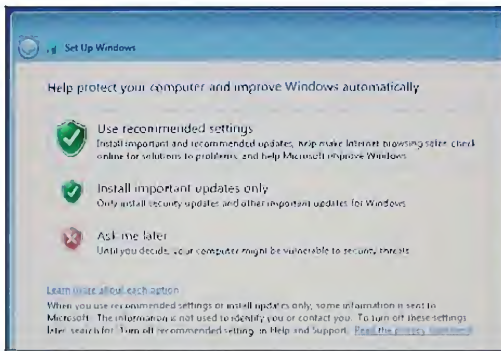 Set Up Windows
Help protect your computer and improve Windows automatically
Use recommended settings
Install important and recommended updates, help make Internet browsing safer, check
online for solutions to problems, and help Microsoft improve Windows.
Install important updates only
Only install security updates and other important updates for Windows.
Ask me later
Until you decide, your computer might be vulnerable to security threats.
Learn more about each option
When you use recommended settings or install updates only, some information is sent to
Microsoft. The information is not used to identify you or contact you. To turn off these settings
later, search for Turn off recommended setting in Help and Support. Read the privacy statement